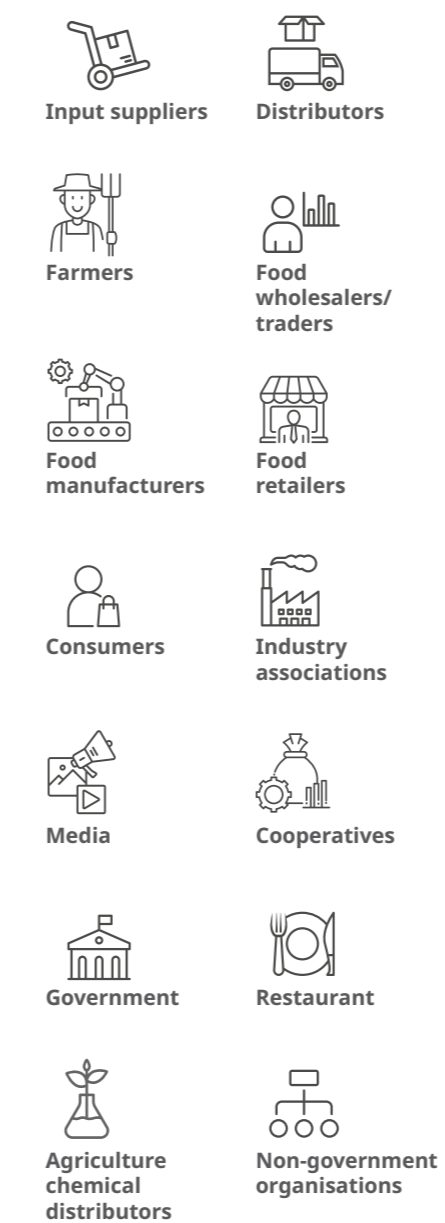 Input suppliers
Distributors
Farmers
Food
wholesalers/
traders
Food
manufacturers
Food
retailers
Consumers
Industry
associations
Media
Cooperatives
Government
Restaurant
Agriculture
chemical
distributors
Non-government
organisations